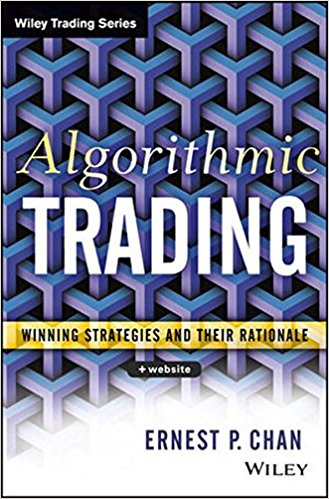 Wiley Trading Series
Algorithmic
TRADING
WINNING STRATEGIES AND THEIR RATIONALE
+ website
ERNEST P. CHAN
WILEY